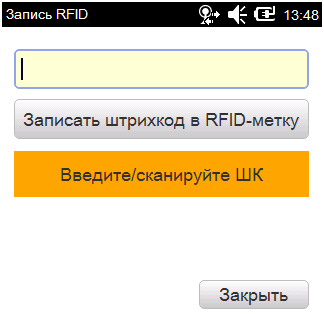 Запись RFID 13:48
Записать штрихкод в RFID-метку
Введите/сканируйте ШК
Закрыть